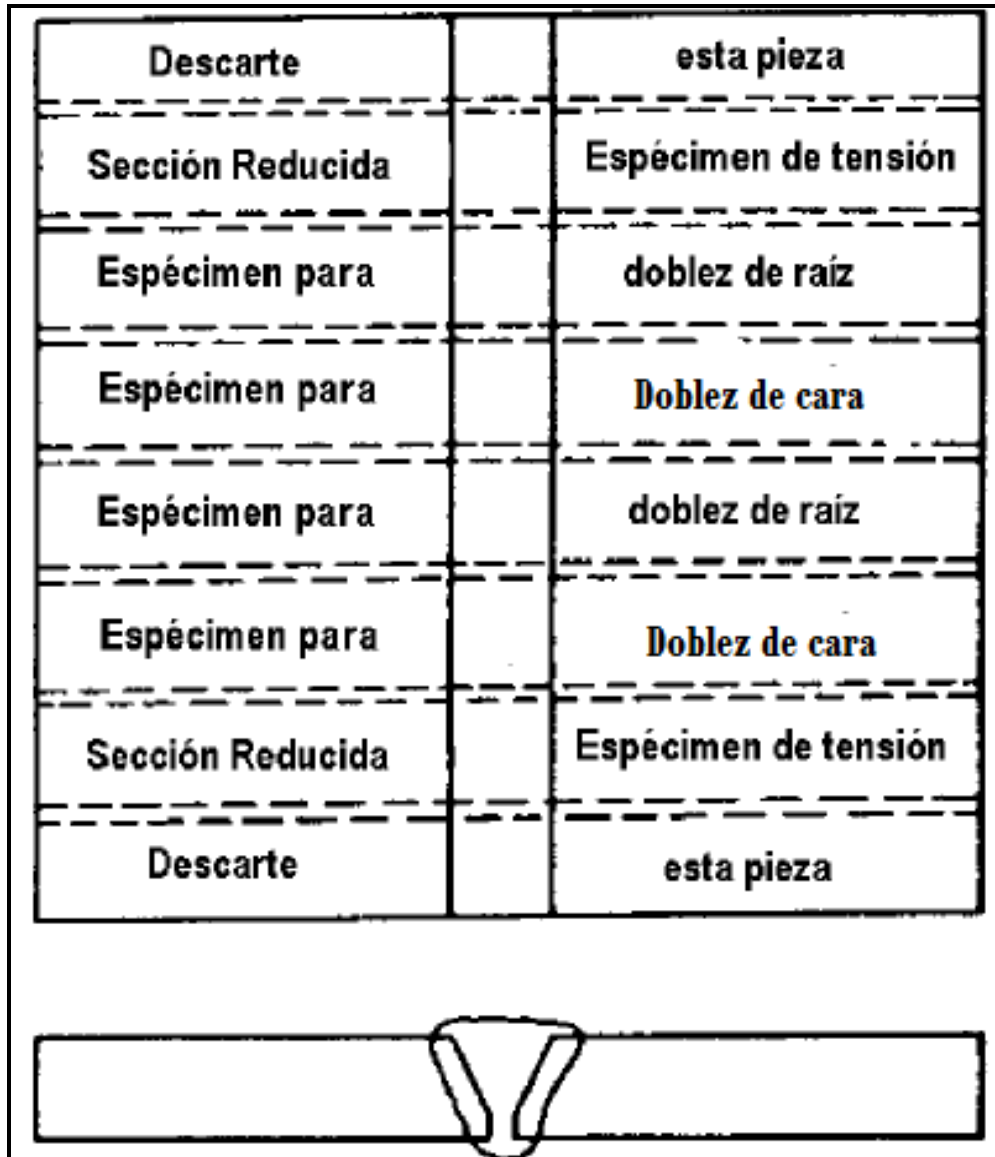 Descarte esta pieza
Sección Reducida Espécimen de tensión
Espécimen para doblez de raíz
Espécimen para Doblez de cara
Espécimen para doblez de raíz
Espécimen para Doblez de cara
Sección Reducida Espécimen de tensión
Descarte esta pieza